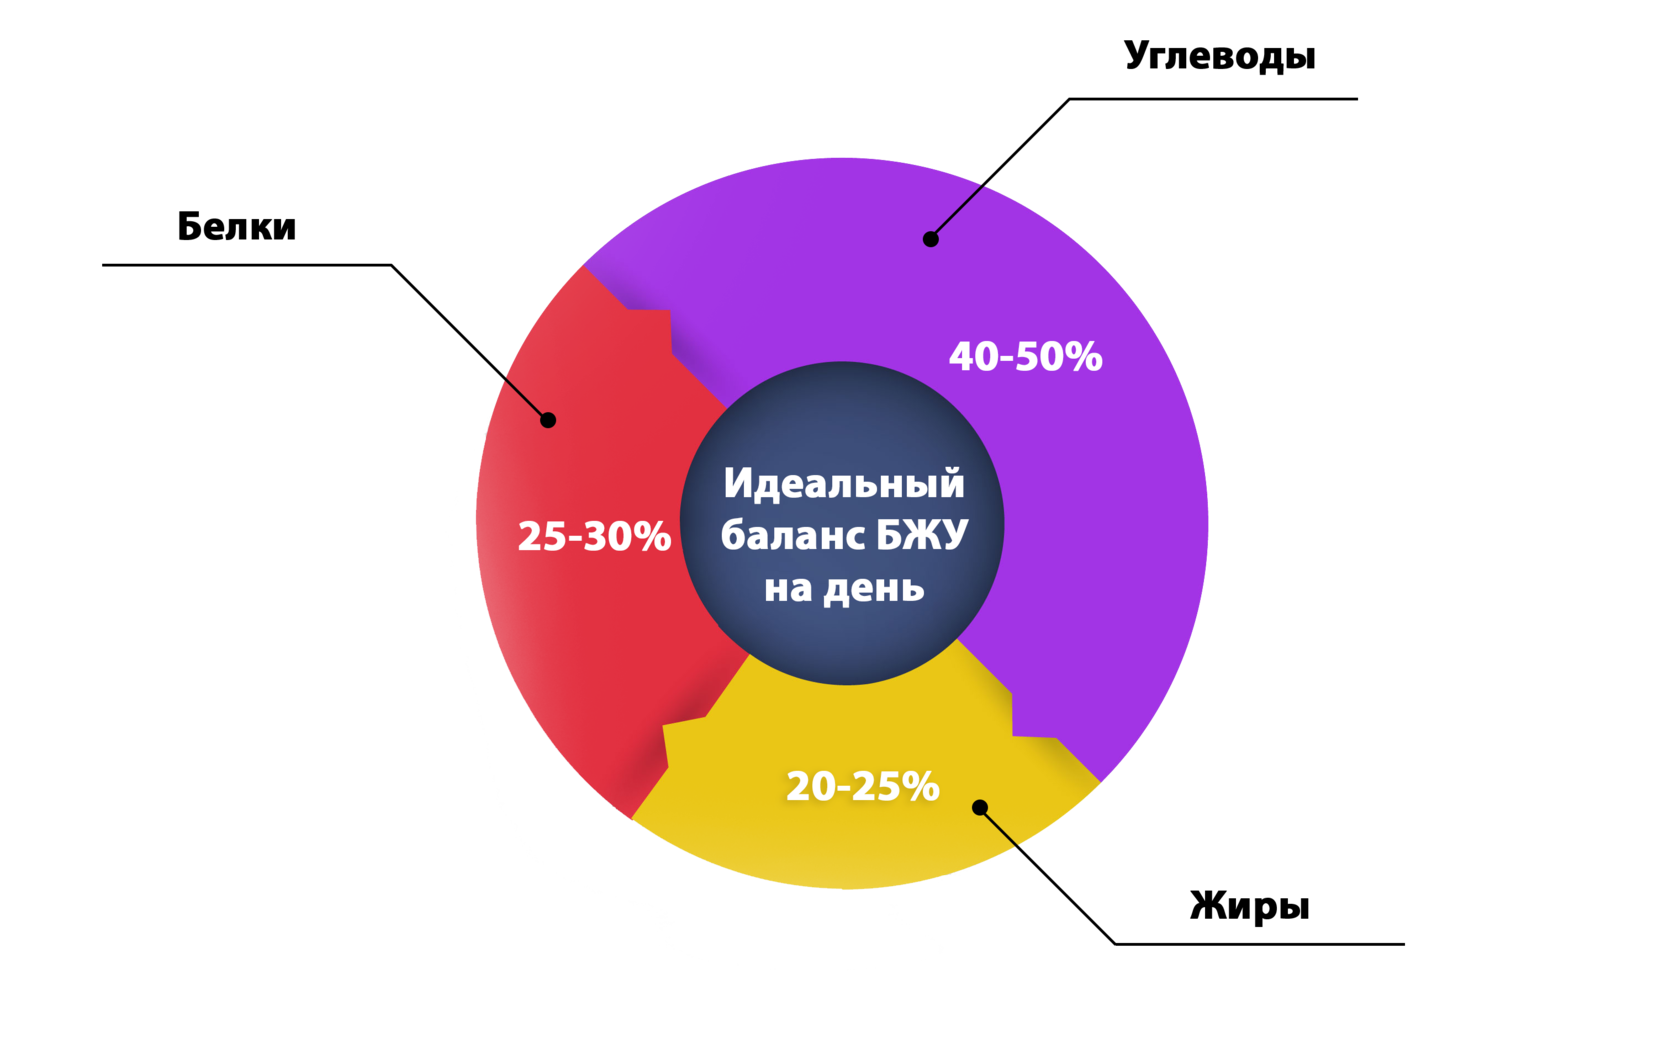 Углеводы
Белки
40-50%
Идеальный
баланс БЖУ
на день
25-30%
20-25%
Жиры